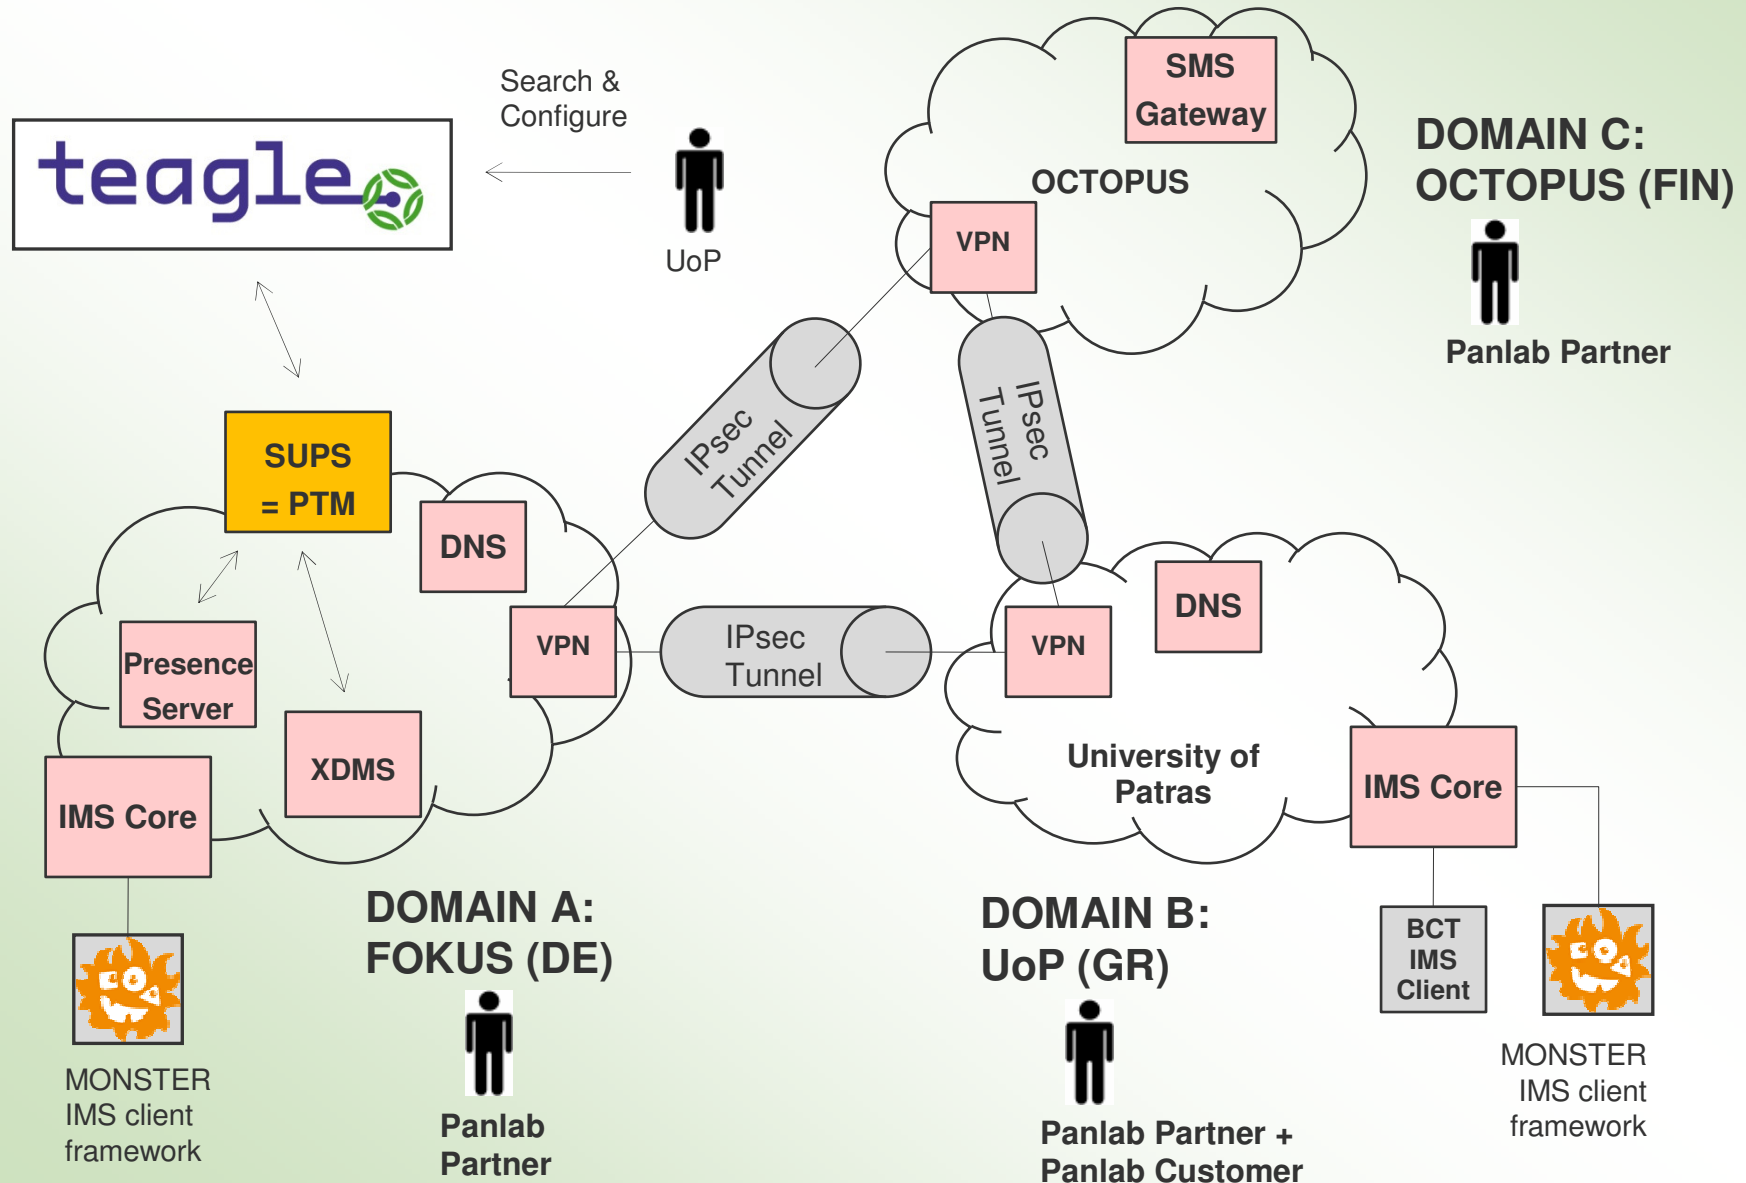 Search &
Configure
teagle
UoP
SMS
Gateway
OCTOPUS
VPN
DOMAIN C:
OCTOPUS (FIN)
Panlab Partner
IPsec
Tunnel
IPsec
Tunnel
SUPS
= PTM
DNS
VPN
Presence
Server
XDMS
IMS Core
IPsec
Tunnel
VPN
DNS
University of
Patras
IMS Core
DOMAIN A:
FOKUS (DE)
Panlab
Partner
MONSTER
IMS client
framework
DOMAIN B:
UoP (GR)
Panlab Partner +
Panlab Customer
BCT
IMS
Client
MONSTER
IMS client
framework